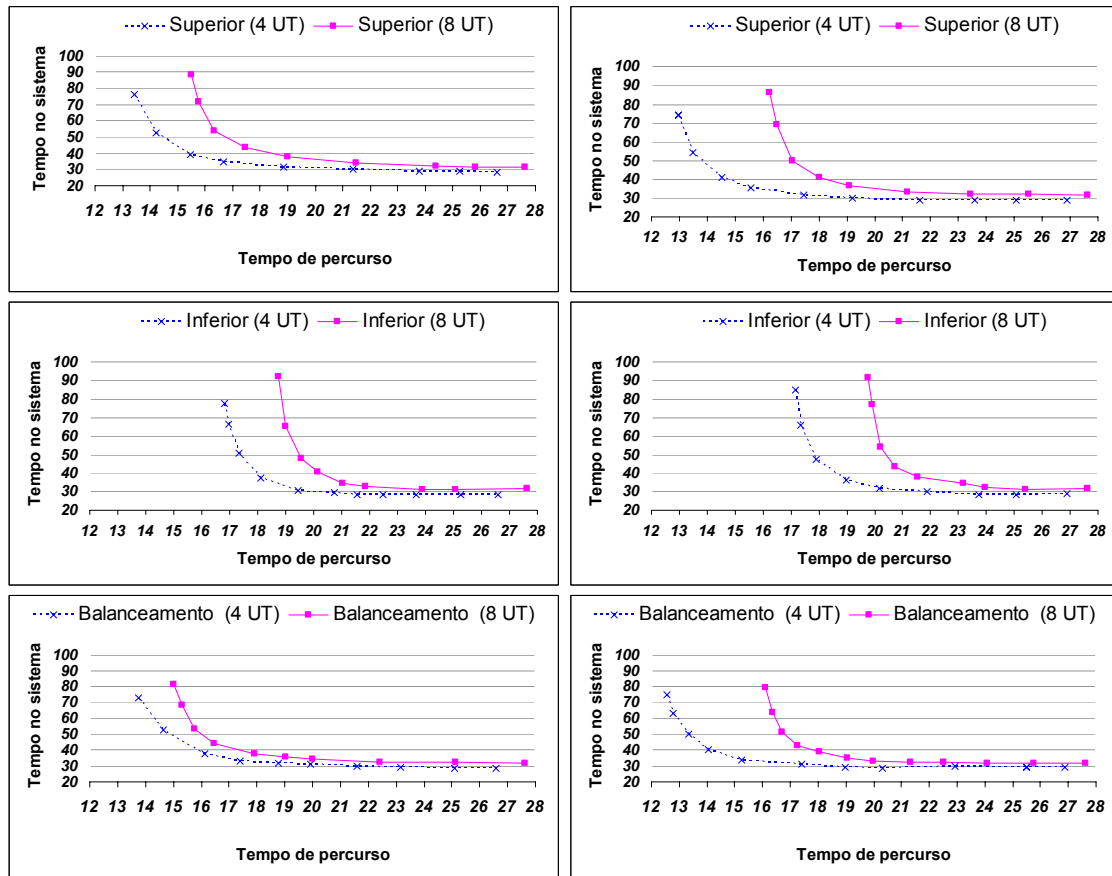 Superior (4 UT) Superior (8 UT)
Tempo no sistema
100
90
80
70
60
50
40
30
20
12 13 14 15 16 17 18 19 20 21 22 23 24 25 26 27 28
Tempo de percurso
Superior (4 UT) Superior (8 UT)
Tempo no sistema
100
90
80
70
60
50
40
30
20
12 13 14 15 16 17 18 19 20 21 22 23 24 25 26 27 28
Tempo de percurso
Inferior (4 UT) Inferior (8 UT)
Tempo no sistema
100
90
80
70
60
50
40
30
20
12 13 14 15 16 17 18 19 20 21 22 23 24 25 26 27 28
Tempo de percurso
Inferior (4 UT) Inferior (8 UT)
Tempo no sistema
100
90
80
70
60
50
40
30
20
12 13 14 15 16 17 18 19 20 21 22 23 24 25 26 27 28
Tempo de percurso
Balanceamento (4 UT) Balanceamento (8 UT)
Tempo no sistema
100
90
80
70
60
50
40
30
20
12 13 14 15 16 17 18 19 20 21 22 23 24 25 26 27 28
Tempo de percurso
Balanceamento (4 UT) Balanceamento (8 UT)
Tempo no sistema
100
90
80
70
60
50
40
30
20
12 13 14 15 16 17 18 19 20 21 22 23 24 25 26 27 28
Tempo de percurso